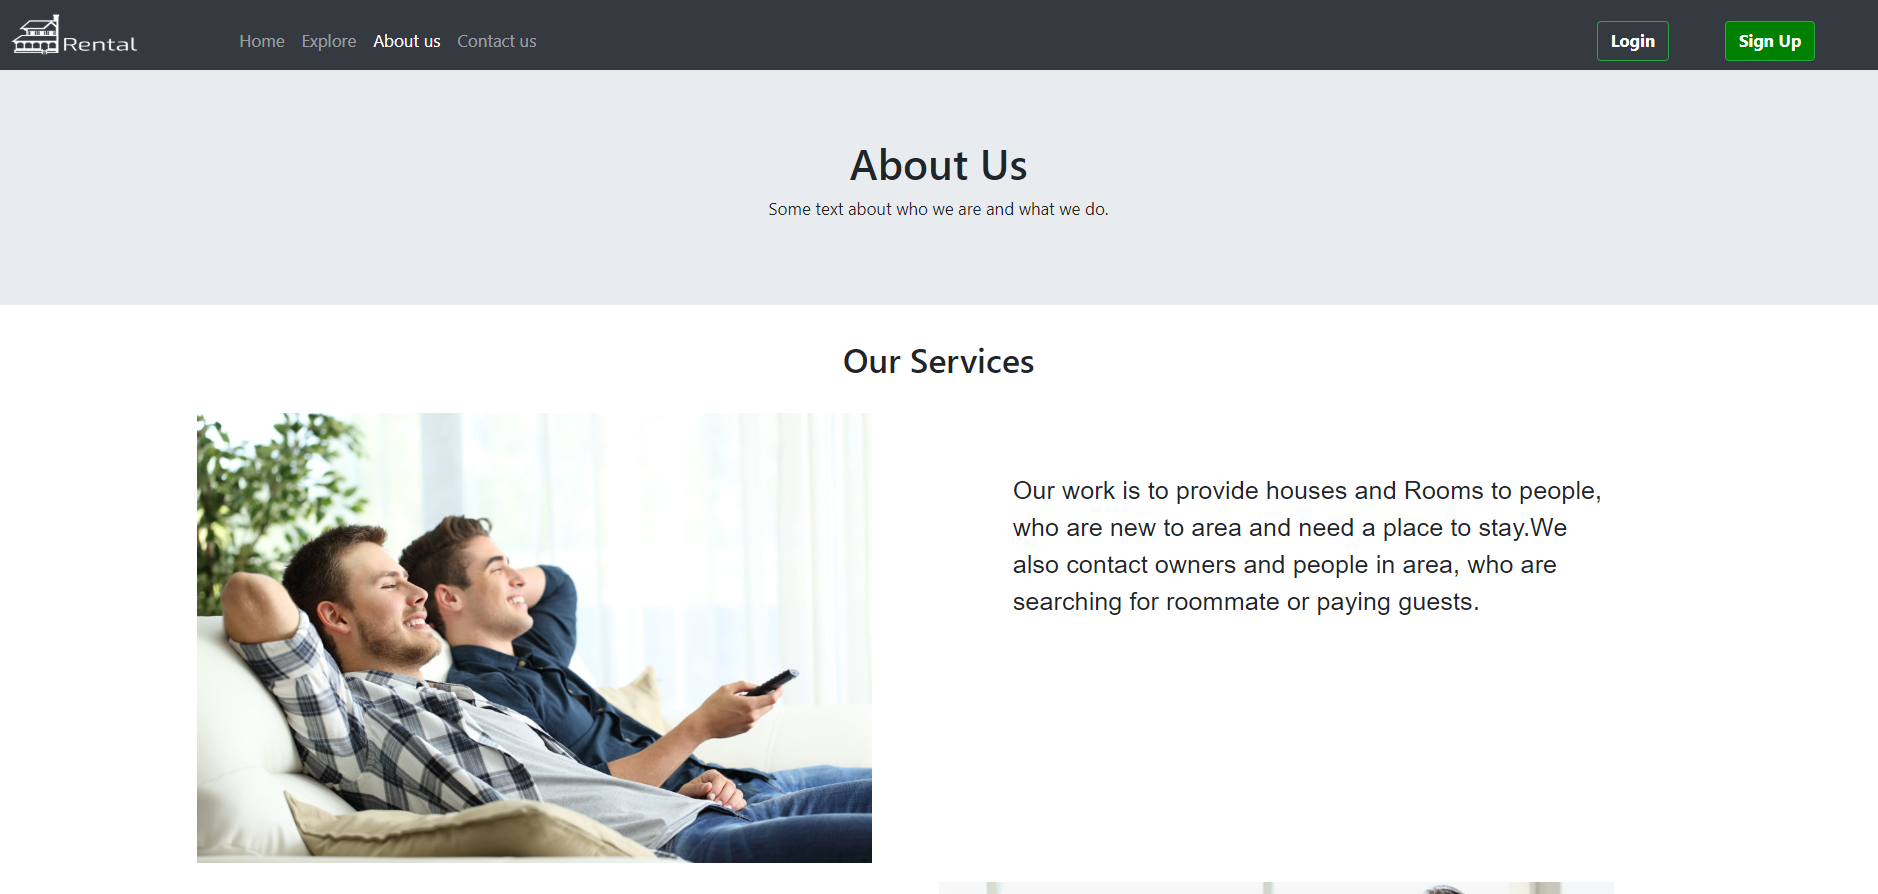 Rental
Home
Explore
About us
Contact us
Login
Sign Up
About Us
Some text about who we are and what we do.
Our Services
Our work is to provide houses and Rooms to people,
who are new to area and need a place to stay.We
also contact owners and people in area, who are
searching for roommate or paying guests.